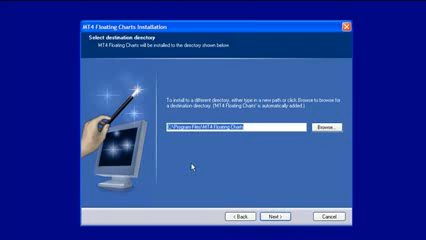 MT4 Floating Charts Installation
Select destination directory
MT4 Floating Charts will be installed to the directory shown below.
To install to a different directory, either type in a new path or click Browse to browse for a
destination directory. ('MT4 Floating Charts' is automatically added.)
C:\Program Files\MT4 Floating Charts
Browse...
< Back
Next >
Cancel